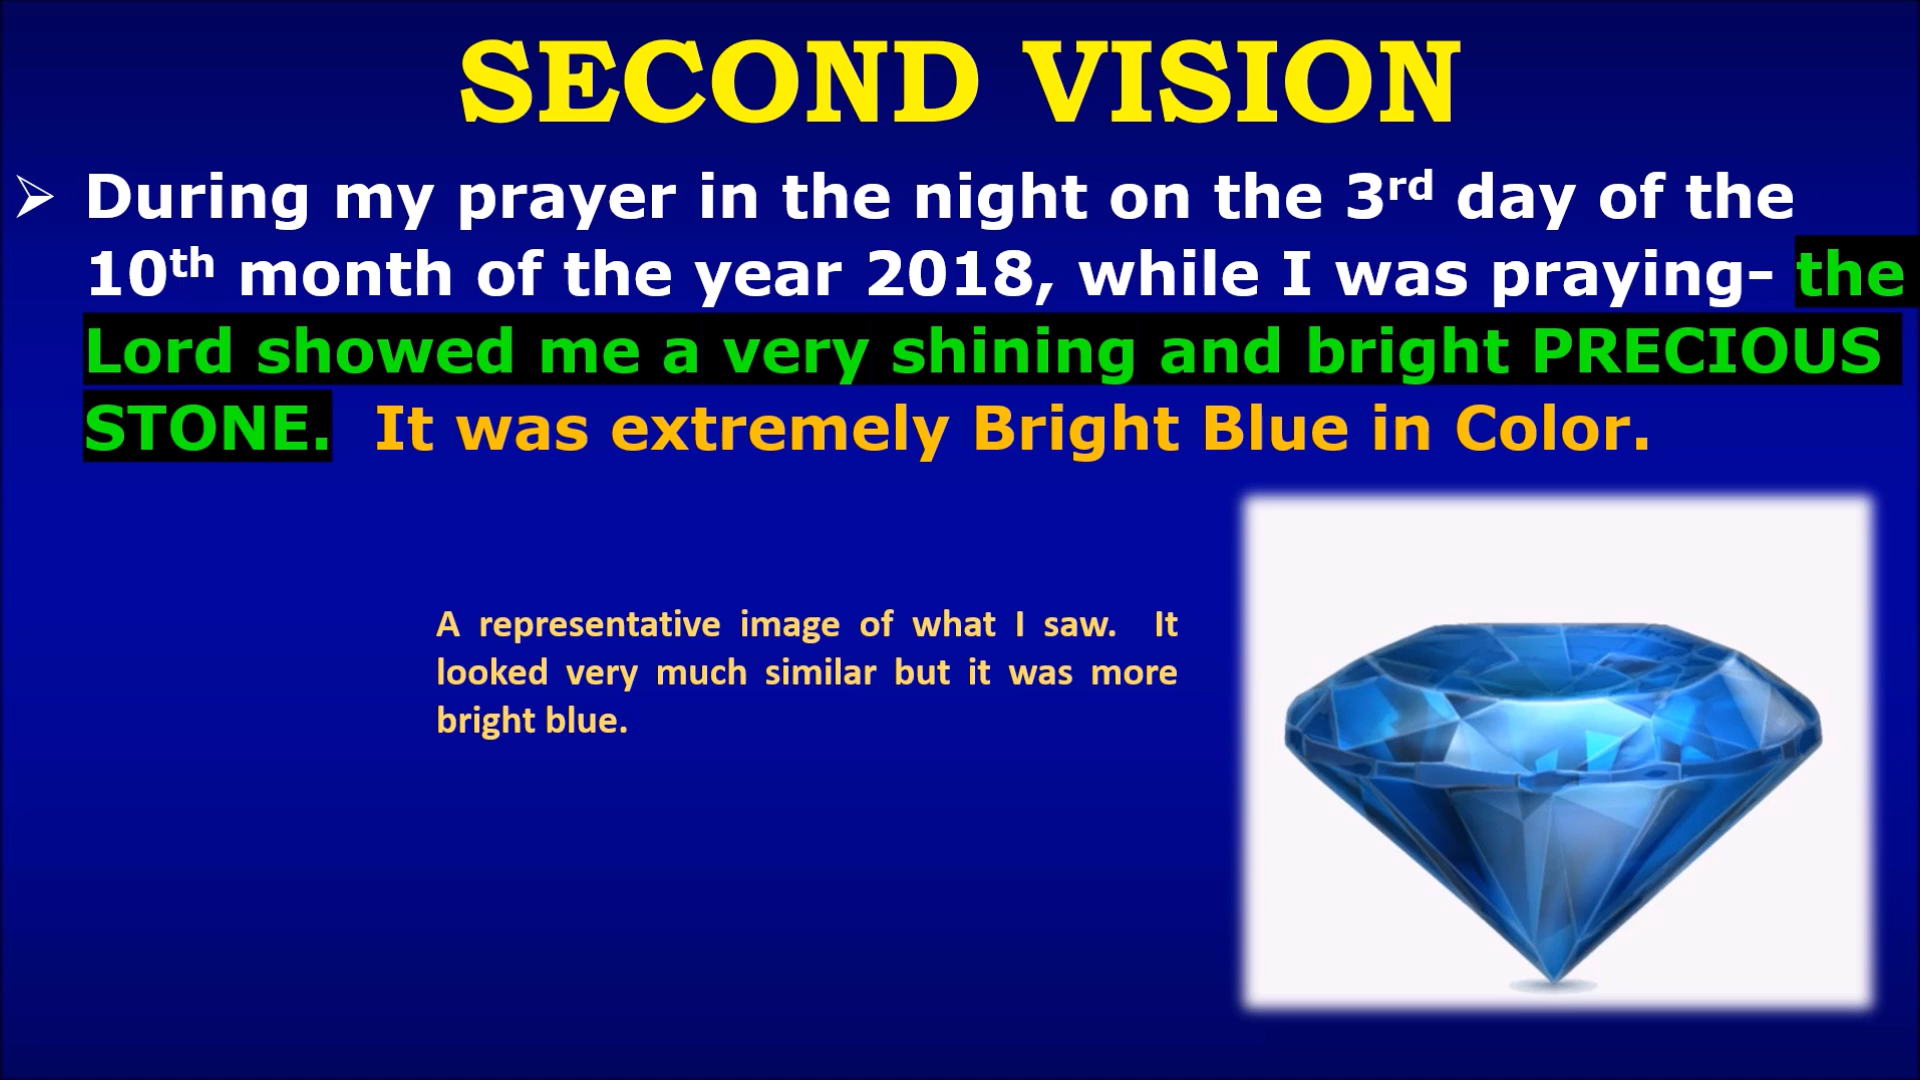 SECOND VISION
➢ During my prayer in the night on the 3rd day of the
10th month of the year 2018, while I was praying- the
Lord showed me a very shining and bright PRECIOUS
STONE. It was extremely Bright Blue in Color.
A representative image of what I saw. It
looked very much similar but it was more
bright blue.